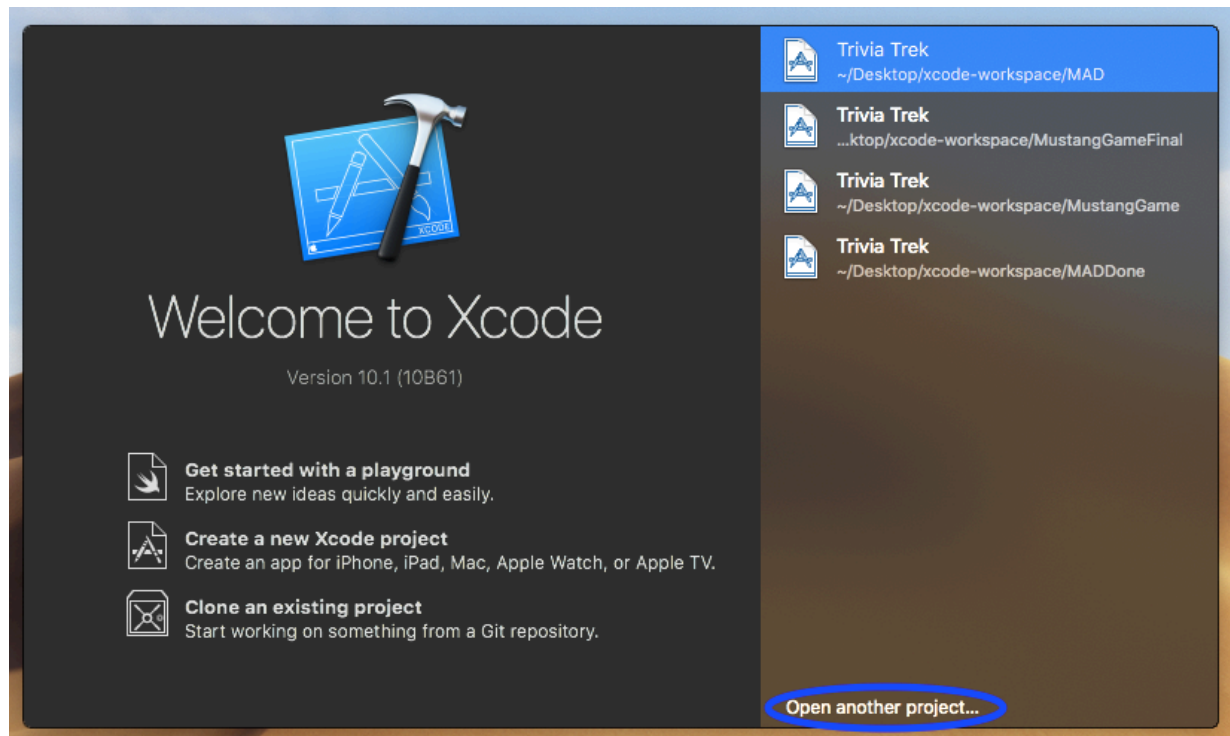 XCODE
Welcome to Xcode
Version 10.1 (10B61)
Get started with a playground
Explore new ideas quickly and easily.
Create a new Xcode project
Create an app for iPhone, iPad, Mac, Apple Watch, or Apple TV.
Clone an existing project
Start working on something from a Git repository.
Trivia Trek
~/Desktop/xcode-workspace/MAD
Trivia Trek
...ktop/xcode-workspace/MustangGameFinal
Trivia Trek
~/Desktop/xcode-workspace/MustangGame
Trivia Trek
~/Desktop/xcode-workspace/MADDone
Open another project...